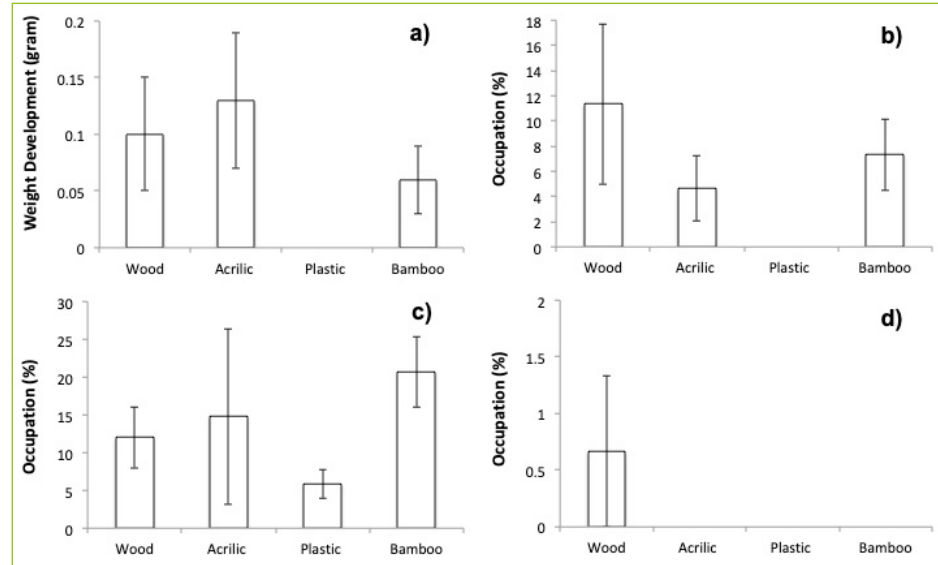 a)
Weight Development (gram)
0.2
0.15
0.1
0.05
0
Wood Acrilic Plastic Bamboo
b)
Occupation (%)
18
16
14
12
10
8
6
4
2
0
Wood Acrilic Plastic Bamboo
c)
Occupation (%)
30
25
20
15
10
5
0
Wood Acrilic Plastic Bamboo
d)
Occupation (%)
2
1.5
1
0.5
0
Wood Acrilic Plastic Bamboo